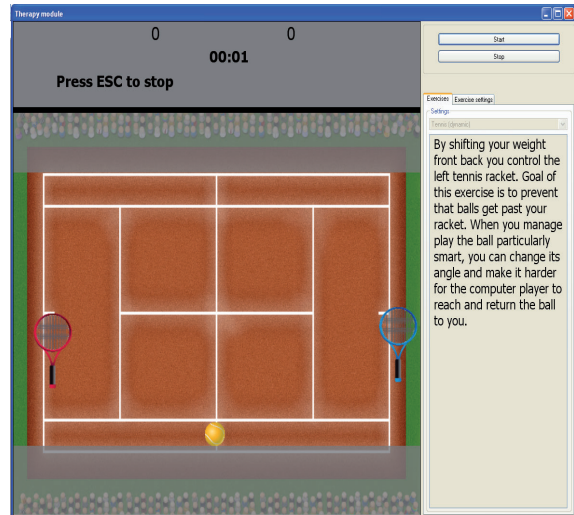 Therapy module
0 0
00:01
Press ESC to stop
Start
Stop
Exercises Exercise settings
Settings
Tennis (dynamic)
By shifting your weight
front back you control the
left tennis racket. Goal of
this exercise is to prevent
that balls get past your
racket. When you manage
play the ball particularly
smart, you can change its
angle and make it harder
for the computer player to
reach and return the ball
to you.